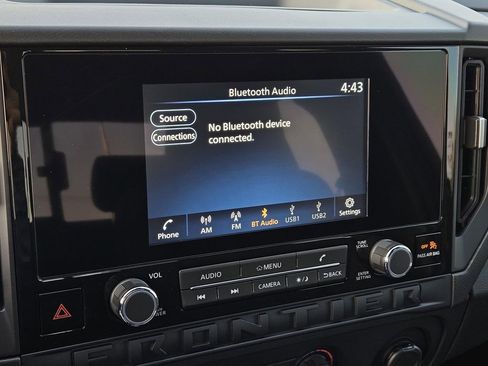 Bluetooth Audio
4:43
Source
Connections
No Bluetooth device
connected.
Phone
AM
FM
BT Audio
USB1
USB2
Settings
VOL
AUDIO
MENU
CAMERA
BACK
TUNE
SCROLL
ENTER
SETTING
OFF
PASS AIR BAG
FRONTIER